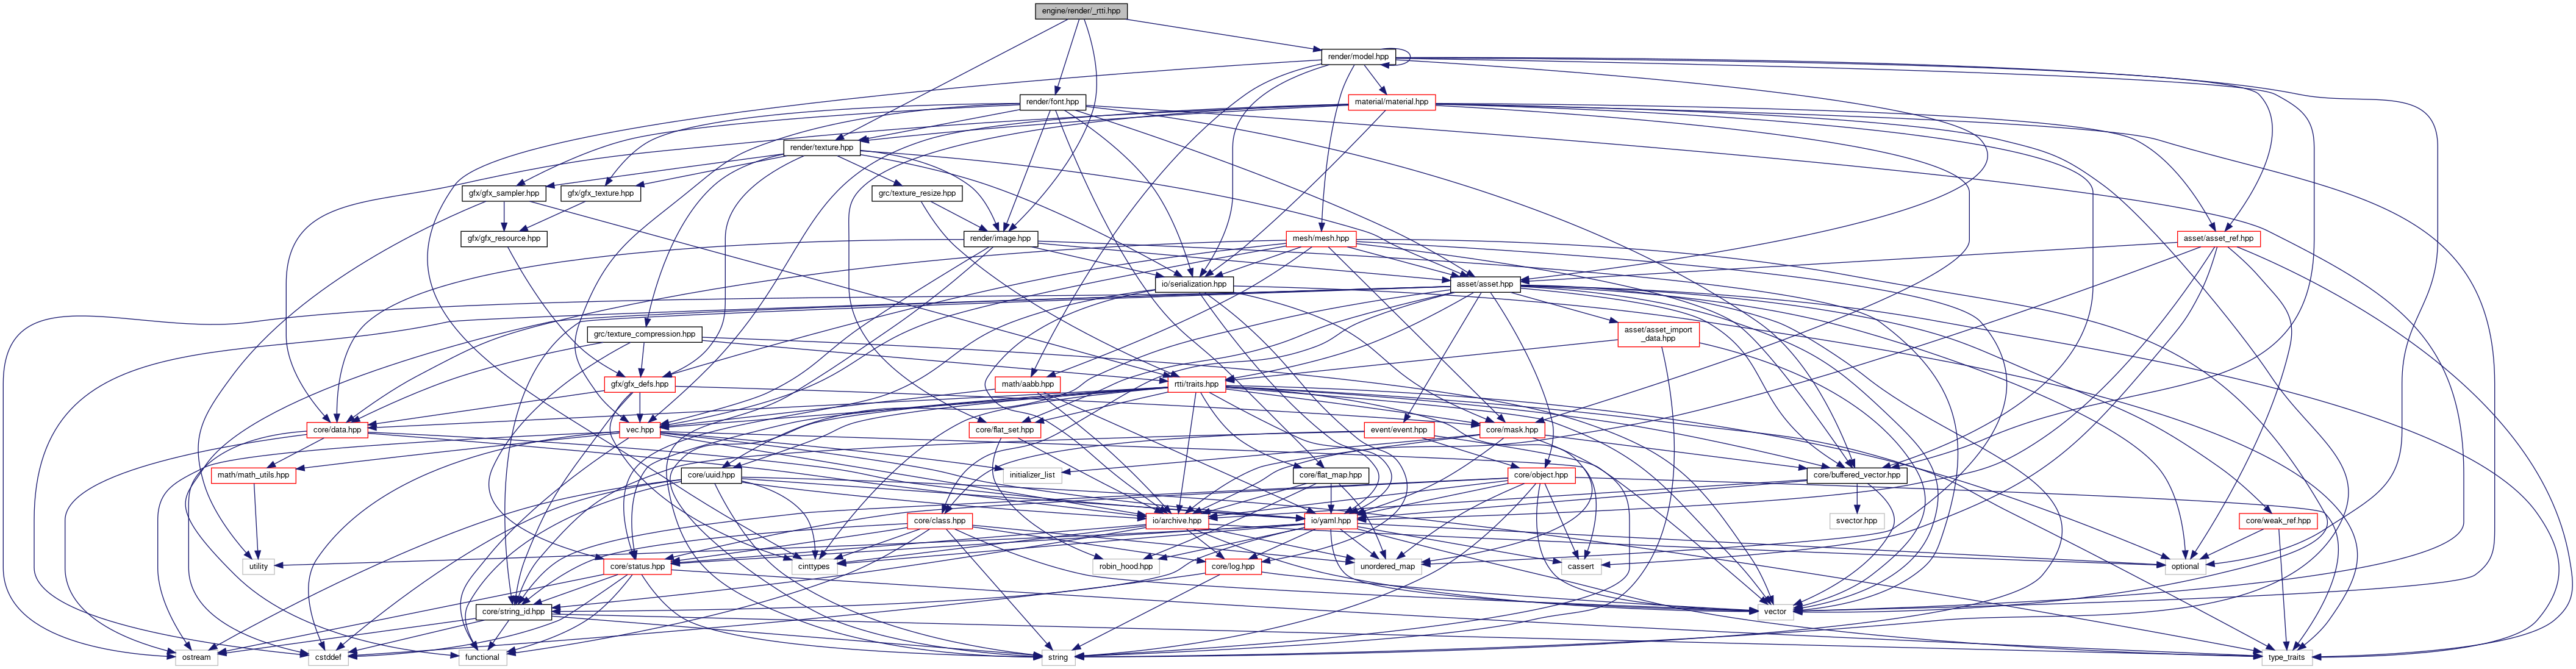 engine/render/_rtti.hpp
render/model.hpp
render/font.hpp
material/material.hpp
render/texture.hpp
gfx/gfx_sampler.hpp
gfx/gfx_texture.hpp
grc/texture_resize.hpp
gfx/gfx_resource.hpp
render/image.hpp
mesh/mesh.hpp
asset/asset_ref.hpp
io/serialization.hpp
asset/asset.hpp
grc/texture_compression.hpp
asset/asset_import
_data.hpp
gfx/gfx_defs.hpp
math/aabb.hpp
rtti/traits.hpp
core/data.hpp
vec.hpp
core/flat_set.hpp
event/event.hpp
core/mask.hpp
math/math_utils.hpp
core/uuid.hpp
initializer_list
core/flat_map.hpp
core/object.hpp
core/buffered_vector.hpp
core/class.hpp
io/archive.hpp
io/yaml.hpp
svector.hpp
core/weak_ref.hpp
utility
core/status.hpp
cinttypes
robin_hood.hpp
core/log.hpp
unordered_map
cassert
optional
core/string_id.hpp
vector
ostream
cstddef
functional
string
type_traits